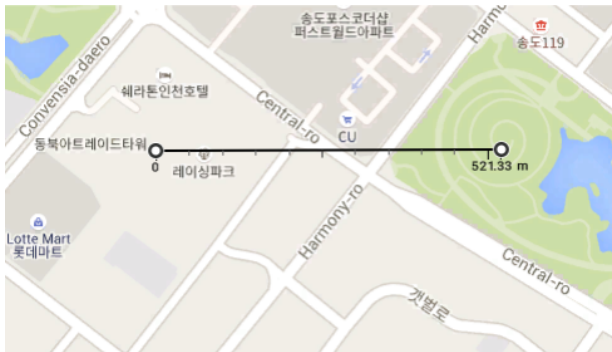 송도포스코더샵
퍼스트월드아파트
송도119
Convensia-daero
쉐라톤인천호텔
Central-ro
CU
동북아트레이드타워
0
레이싱파크
521.33 m
Harmony-ro
Lotte Mart
롯데마트
Central-ro
갯벌로